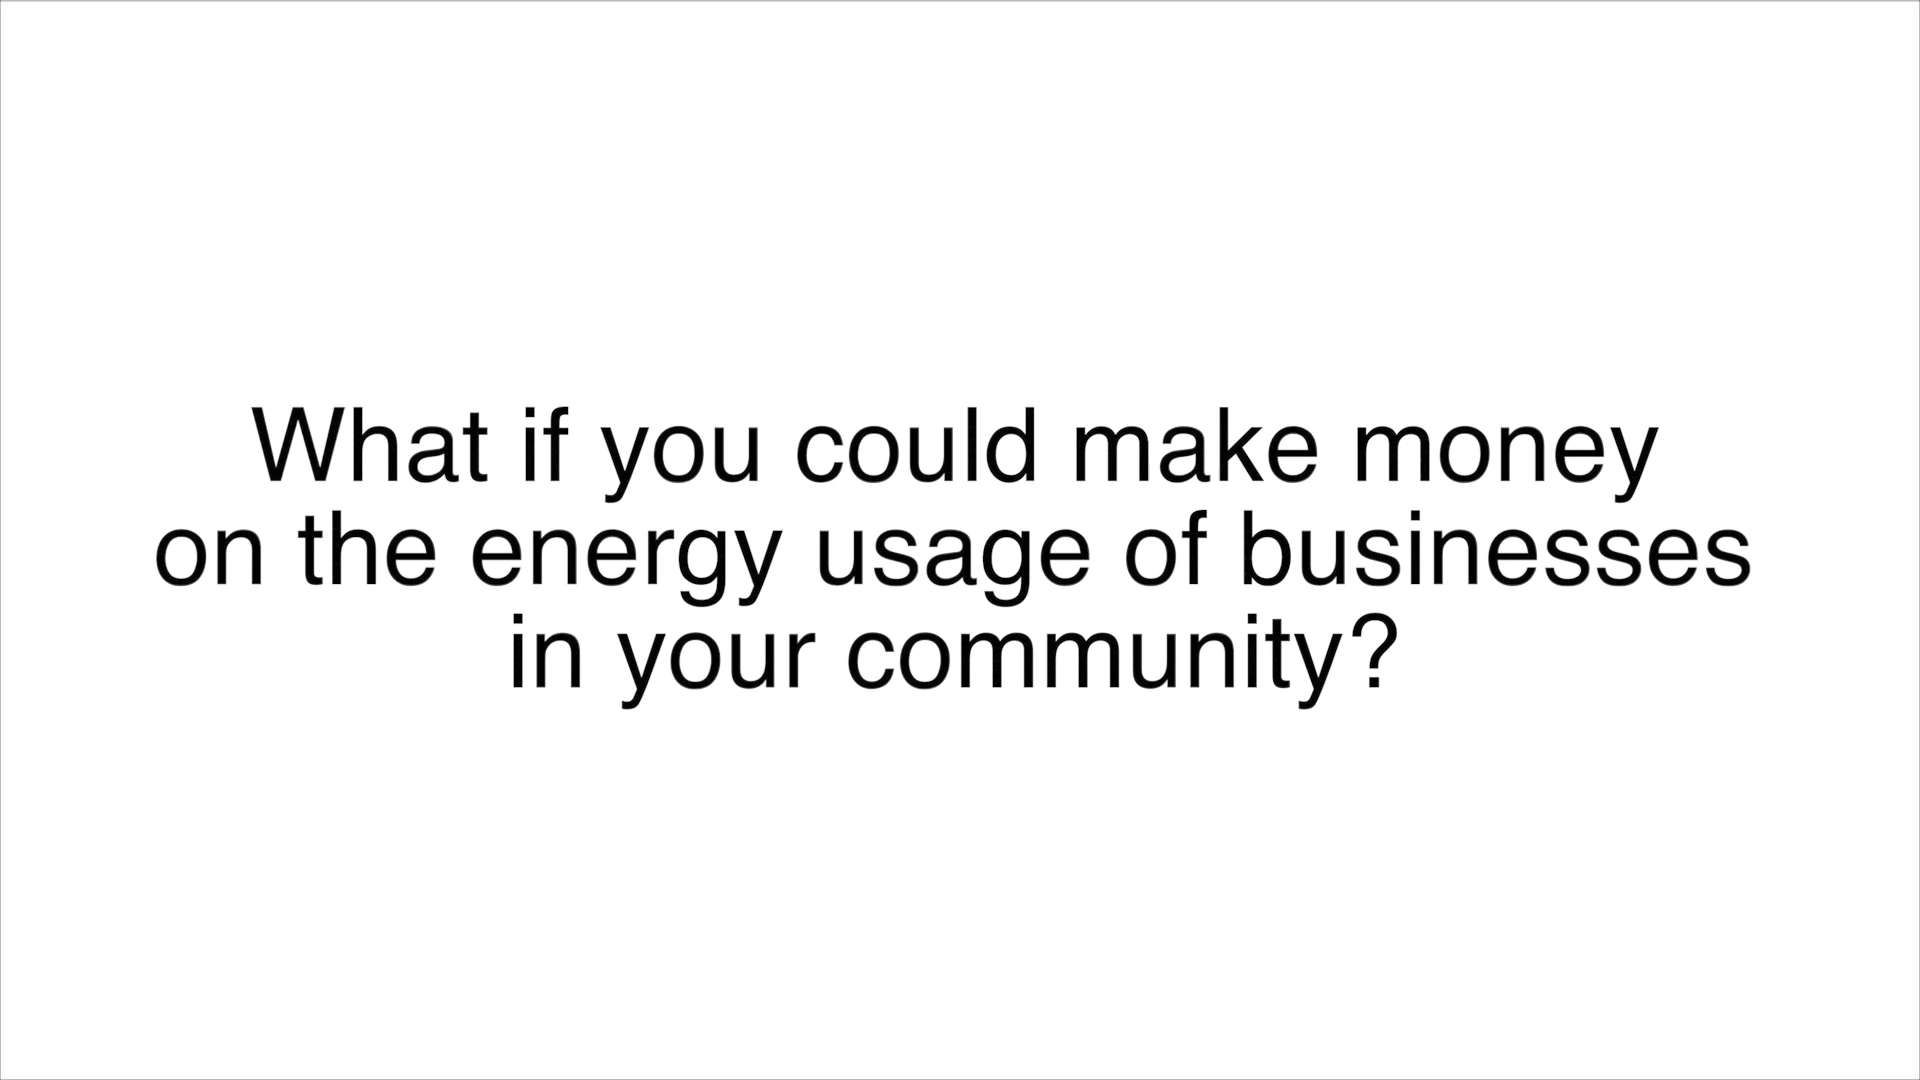 What if you could make money
on the energy usage of businesses
in your community?